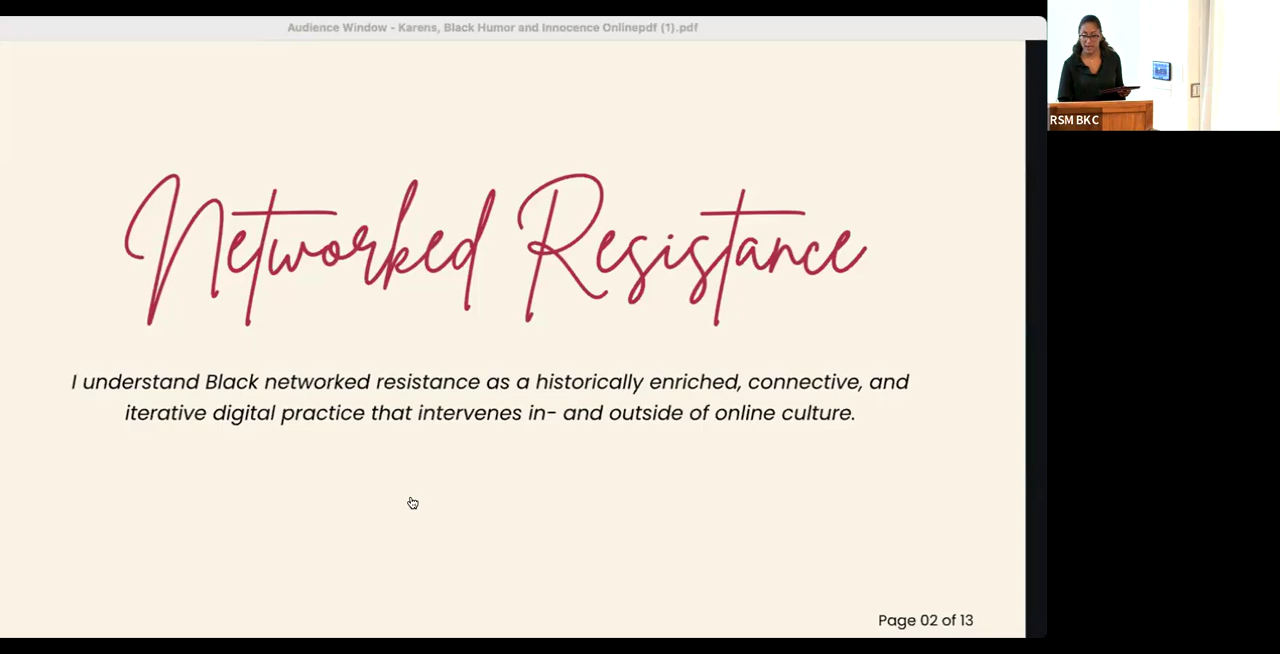 Audience Window - Karens, Black Humor and Innocence Onlinepdf (1).pdf
RSM BKC
Networked Resistance
I understand Black networked resistance as a historically enriched, connective, and
iterative digital practice that intervenes in- and outside of online culture.
Page 02 of 13